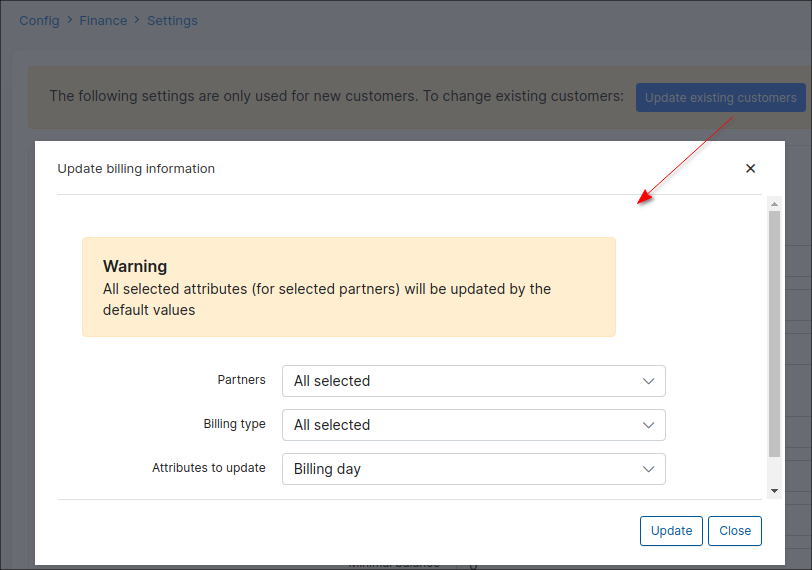 Config > Finance > Settings
The following settings are only used for new customers. To change existing customers: Update existing customers
Update billing information ×
Warning
All selected attributes (for selected partners) will be updated by the
default values
Partners All selected
Billing type All selected
Attributes to update Billing day
Update Close